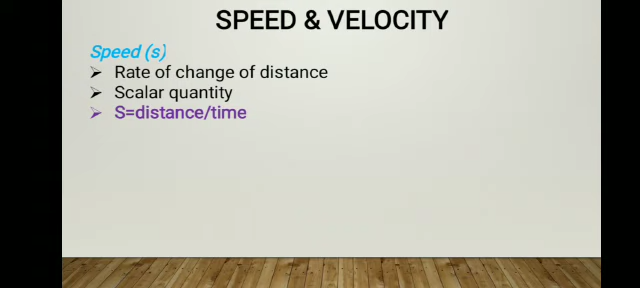 SPEED & VELOCITY
Speed (s)
➢ Rate of change of distance
➢ Scalar quantity
➢ S=distance/time